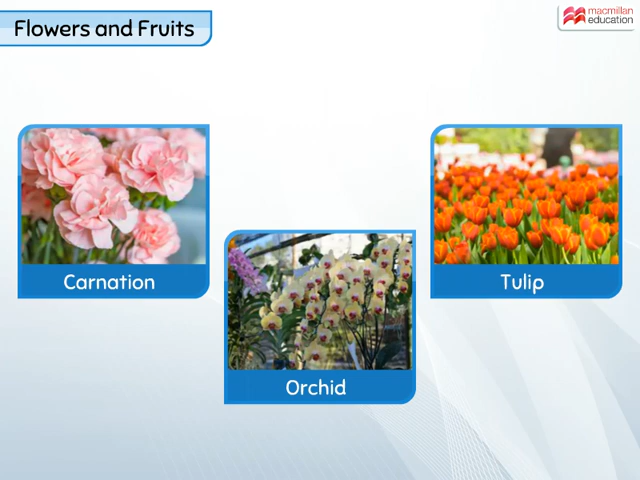 Flowers and Fruits
macmillan
education
Carnation
Tulip
Orchid